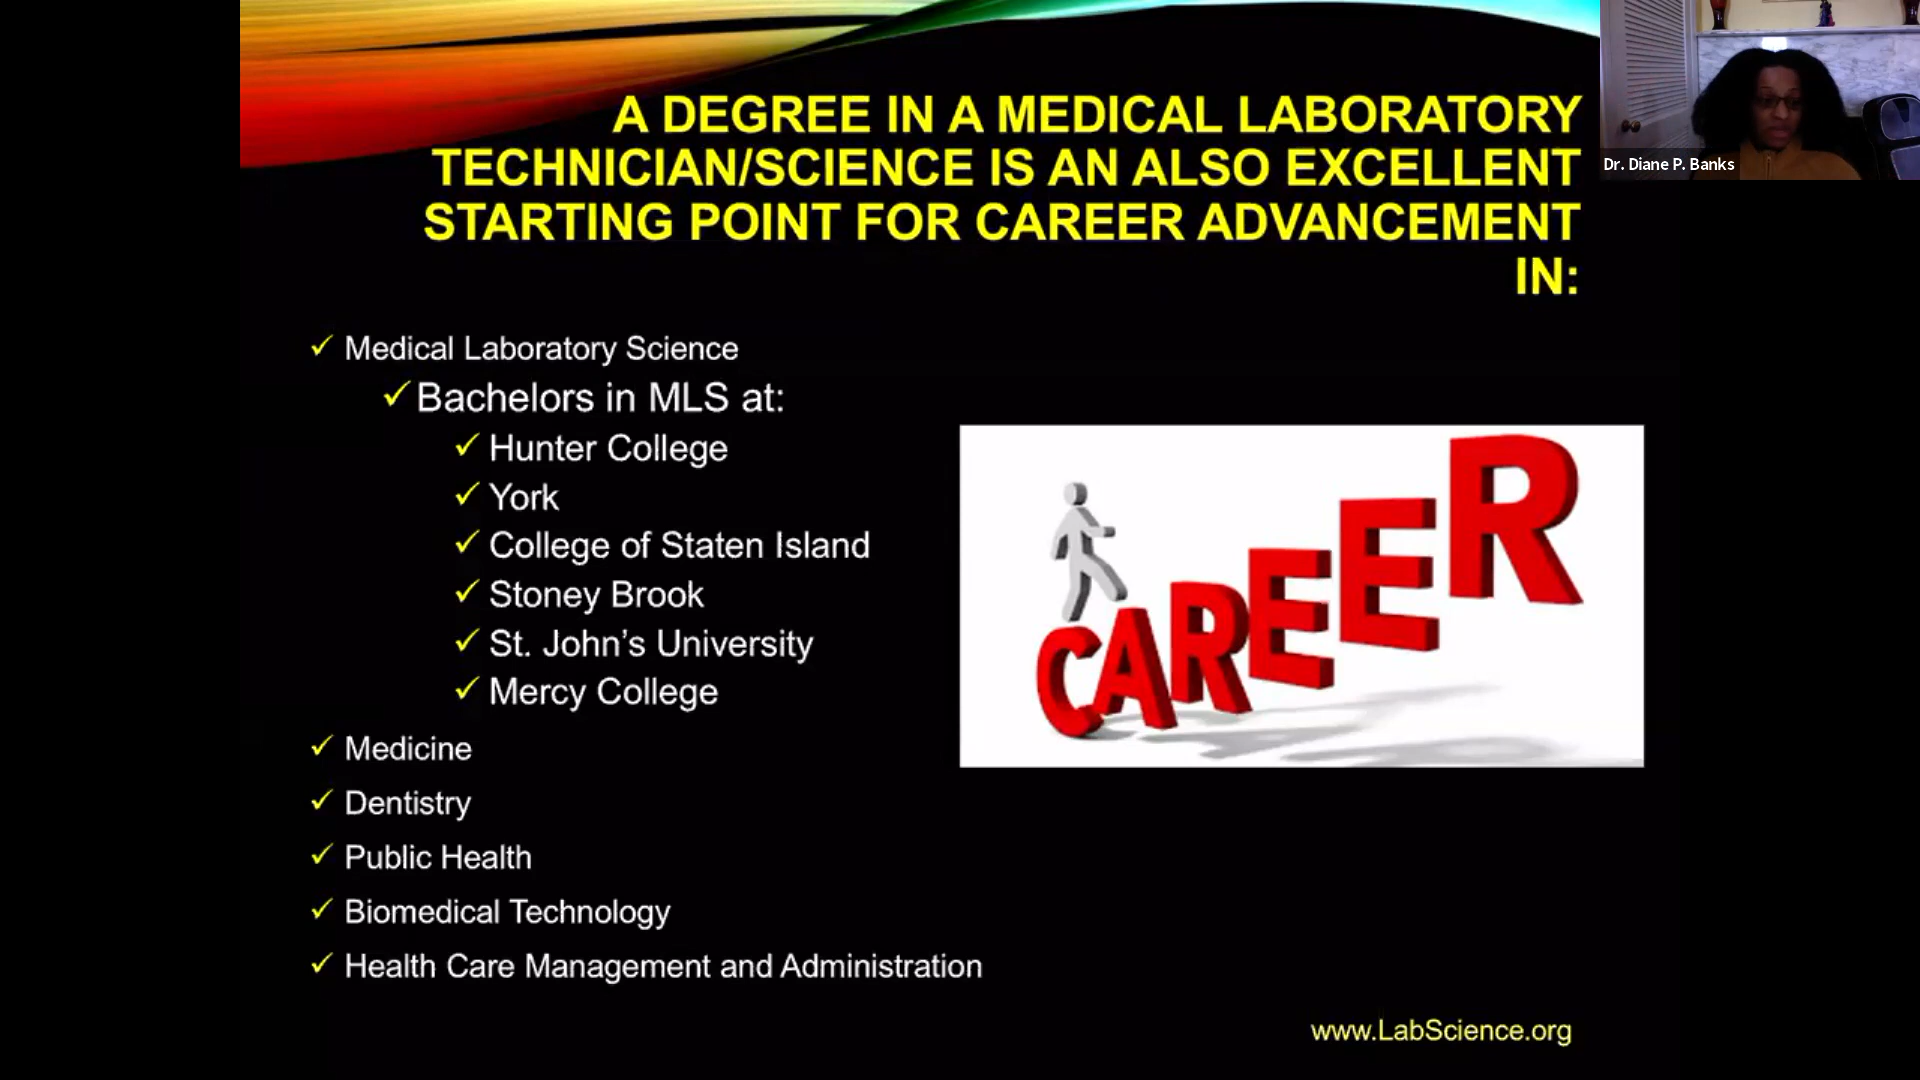 A DEGREE IN A MEDICAL LABORATORY
TECHNICIAN/SCIENCE IS AN ALSO EXCELLENT
STARTING POINT FOR CAREER ADVANCEMENT
IN:
Dr. Diane P. Banks
✓ Medical Laboratory Science
✓ Bachelors in MLS at:
✓ Hunter College
✓ York
✓ College of Staten Island
✓ Stoney Brook
✓ St. John’s University
✓ Mercy College
CAREER
✓ Medicine
✓ Dentistry
✓ Public Health
✓ Biomedical Technology
✓ Health Care Management and Administration
www.LabScience.org